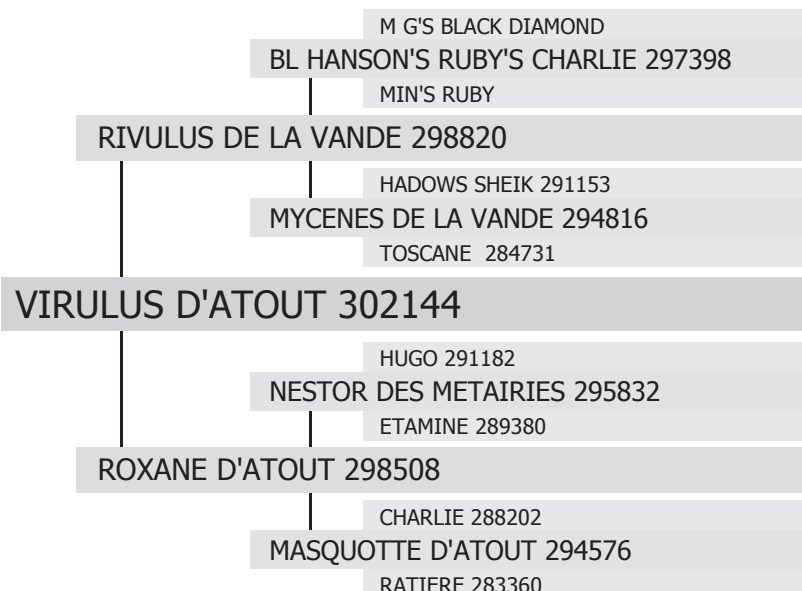 M G'S BLACK DIAMOND
BL HANSON'S RUBY'S CHARLIE 297398
MIN'S RUBY
RIVULUS DE LA VANDE 298820
HADOWS SHEIK 291153
MYCENES DE LA VANDE 294816
TOSCANE 284731
VIRULUS D'ATOUT 302144
HUGO 291182
NESTOR DES METAIRIES 295832
ETAMINE 289380
ROXANE D'ATOUT 298508
CHARLIE 288202
MASQUOTTE D'ATOUT 294576
RATIERE 283360